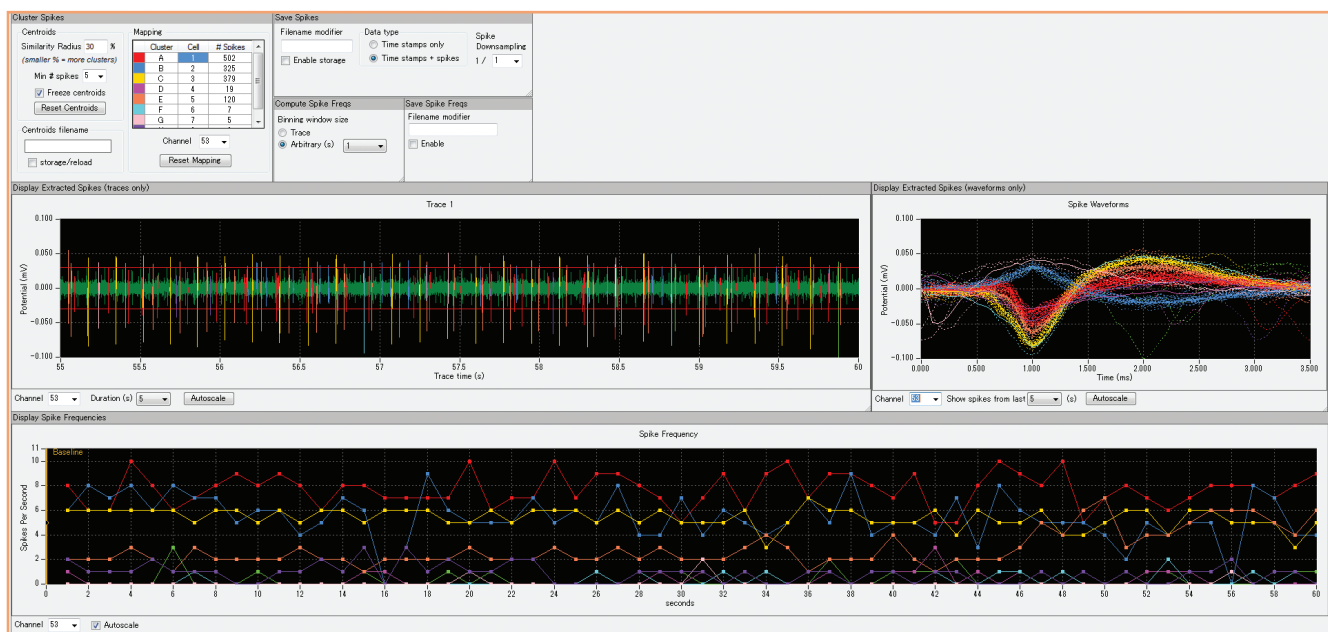 Cluster Spikes
Centroids
Similarity Radius 30 %
(smaller % = more clusters)
Min # spikes 5
Freeze centroids
Reset Centroids
Centroids filename
storage/reload
Mapping
Cluster Cell # Spikes
A 1 502
B 2 325
C 3 379
D 4 19
E 5 120
F 6 7
G 7 5
Channel 53
Reset Mapping
Save Spikes
Filename modifier
Enable storage
Data type
Time stamps only
Time stamps + spikes
Spike
Downsampling
1 / 1
Compute Spike Freqs
Binning window size
Trace
Arbitrary (s) 1
Save Spike Freqs
Filename modifier
Enable
Display Extracted Spikes (traces only)
Trace 1
Potential (mV)
0.100
0.050
0.000
-0.050
-0.100
55 55.5 56 56.5 57 57.5 58 58.5 59 59.5 60
Trace time (s)
Channel 53 Duration (s) 5 Autoscale
Display Extracted Spikes (waveforms only)
Spike Waveforms
Potential (mV)
0.100
0.050
0.000
-0.050
-0.100
0.000 0.500 1.000 1.500 2.000 2.500 3.000 3.500
Time (ms)
Channel 53 Show spikes from last 5 (s) Autoscale
Display Spike Frequencies
Spike Frequency
Baseline
Spikes Per Second
11
10
8
6
4
2
0
0 2 4 6 8 10 12 14 16 18 20 22 24 26 28 30 32 34 36 38 40 42 44 46 48 50 52 54 56 58 60
seconds
Channel 53 Autoscale